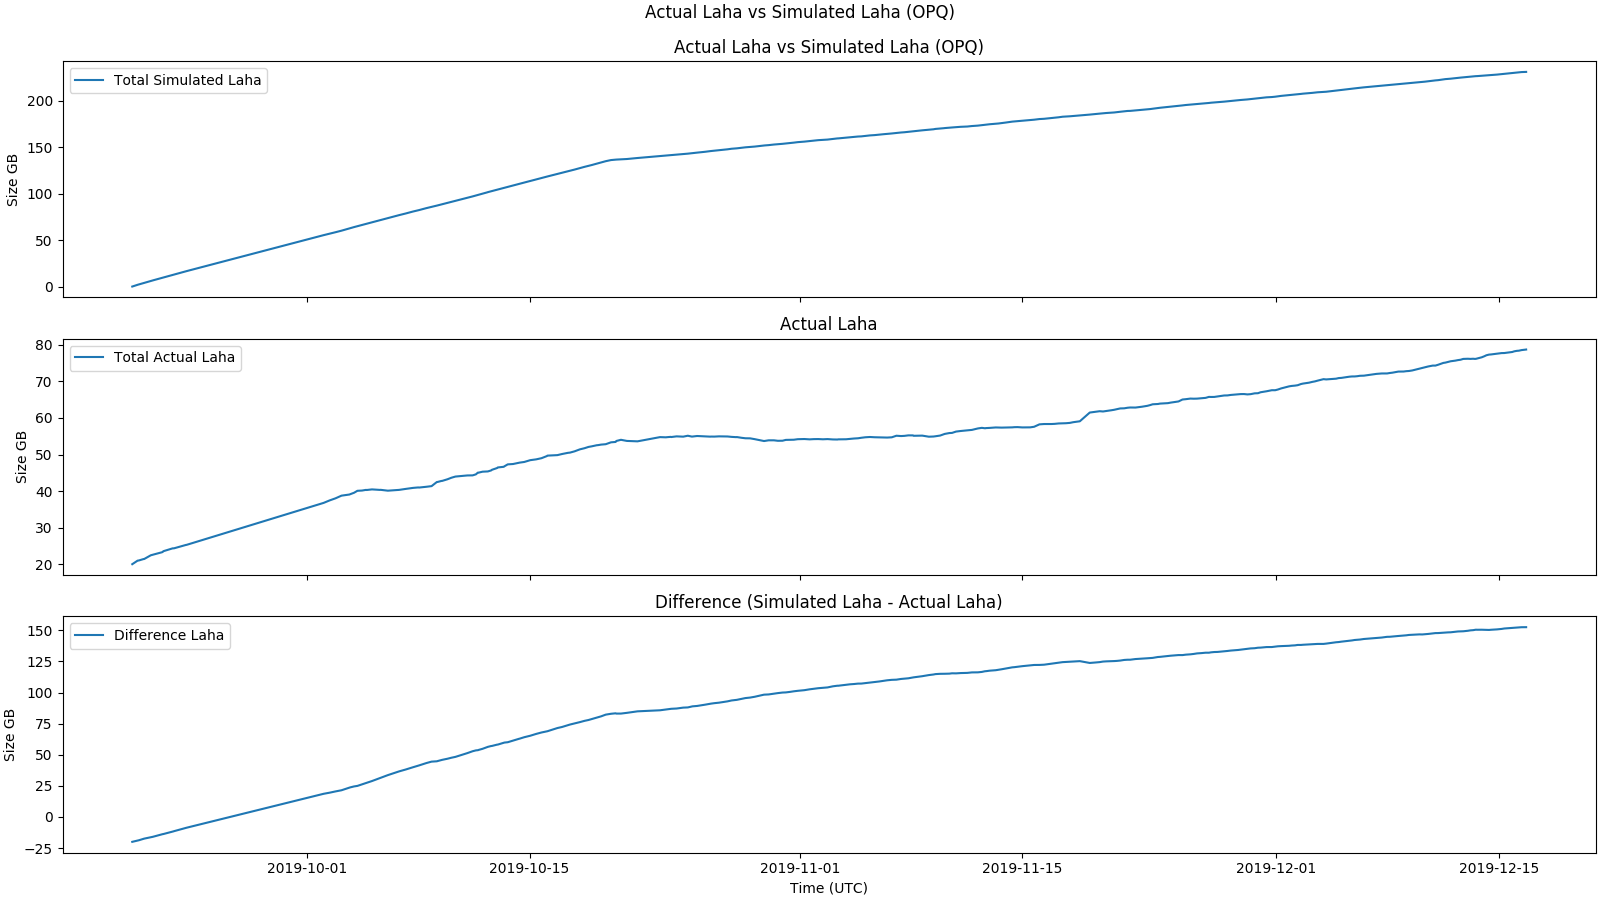 Actual Laha vs Simulated Laha (OPQ)
Actual Laha vs Simulated Laha (OPQ)
Total Simulated Laha
Size GB
200
150
100
50
0
Actual Laha
Total Actual Laha
Size GB
80
70
60
50
40
30
20
Difference (Simulated Laha - Actual Laha)
Difference Laha
Size GB
150
125
100
75
50
25
0
−25
2019-10-01
2019-10-15
2019-11-01
2019-11-15
2019-12-01
2019-12-15
Time (UTC)